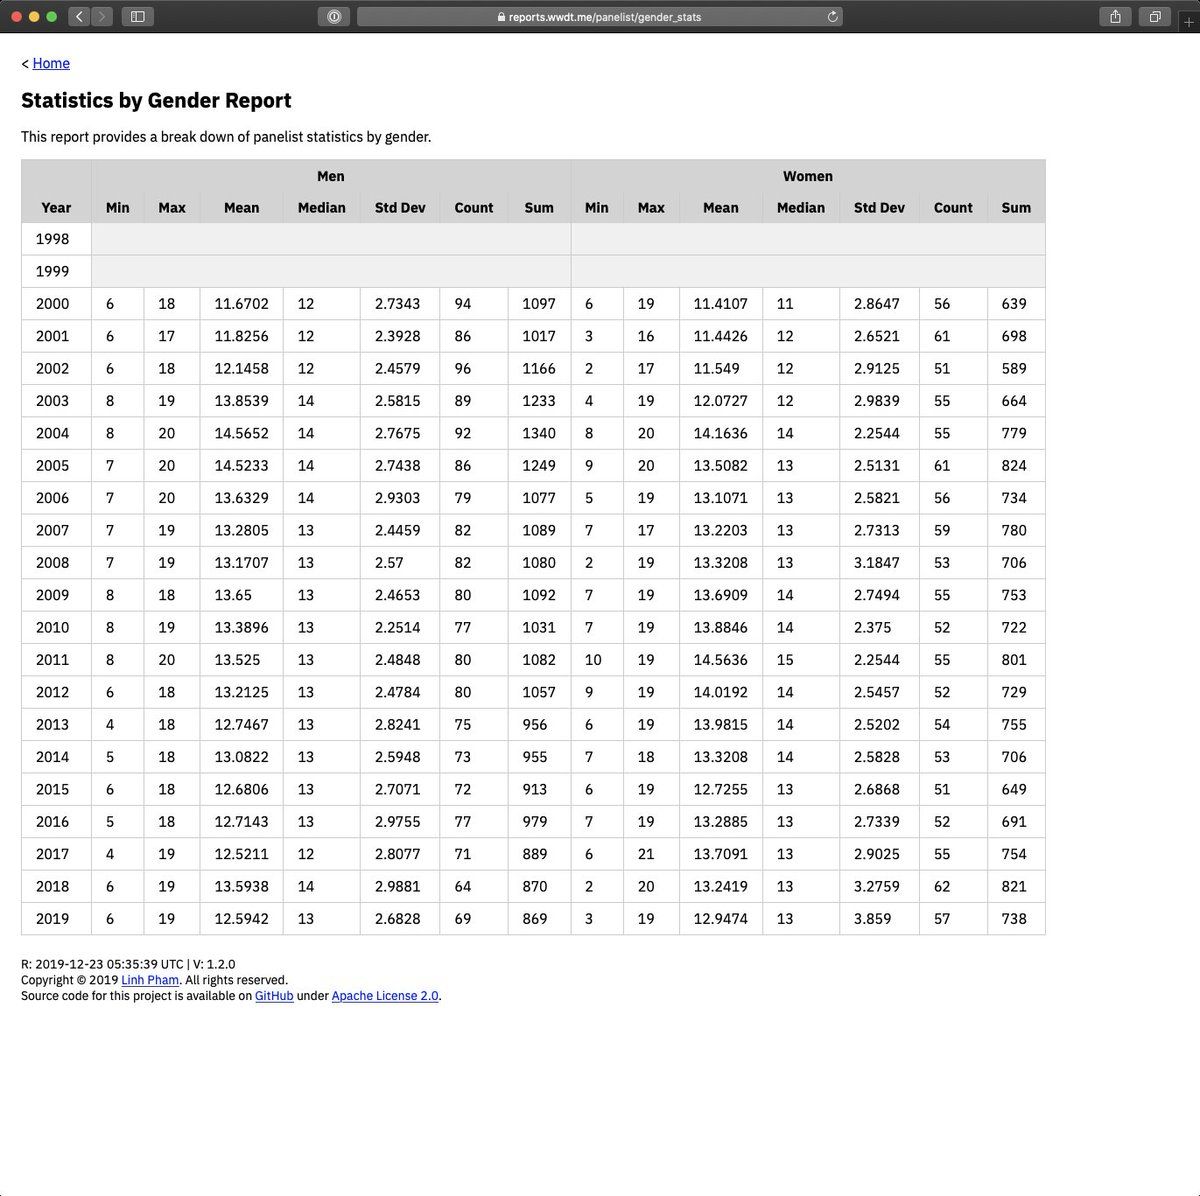 reports.wwdt.me/panelist/gender_stats
< Home
Statistics by Gender Report
This report provides a break down of panelist statistics by gender.
Men Women
Year Min Max Mean Median Std Dev Count Sum Min Max Mean Median Std Dev Count Sum
1998
1999
2000 6 18 11.6702 12 2.7343 94 1097 6 19 11.4107 11 2.8647 56 639
2001 6 17 11.8256 12 2.3928 86 1017 3 16 11.4426 12 2.6521 61 698
2002 6 18 12.1458 12 2.4579 96 1166 2 17 11.549 12 2.9125 51 589
2003 8 19 13.8539 14 2.5815 89 1233 4 19 12.0727 12 2.9839 55 664
2004 8 20 14.5652 14 2.7675 92 1340 8 20 14.1636 14 2.2544 55 779
2005 7 20 14.5233 14 2.7438 86 1249 9 20 13.5082 13 2.5131 61 824
2006 7 20 13.6329 14 2.9303 79 1077 5 19 13.1071 13 2.5821 56 734
2007 7 19 13.2805 13 2.4459 82 1089 7 17 13.2203 13 2.7313 59 780
2008 7 19 13.1707 13 2.57 82 1080 2 19 13.3208 13 3.1847 53 706
2009 8 18 13.65 13 2.4653 80 1092 7 19 13.6909 14 2.7494 55 753
2010 8 19 13.3896 13 2.2514 77 1031 7 19 13.8846 14 2.375 52 722
2011 8 20 13.525 13 2.4848 80 1082 10 19 14.5636 15 2.2544 55 801
2012 6 18 13.2125 13 2.4784 80 1057 9 19 14.0192 14 2.5457 52 729
2013 4 18 12.7467 13 2.8241 75 956 6 19 13.9815 14 2.5202 54 755
2014 5 18 13.0822 13 2.5948 73 955 7 18 13.3208 14 2.5828 53 706
2015 6 18 12.6806 13 2.7071 72 913 6 19 12.7255 13 2.6868 51 649
2016 5 18 12.7143 13 2.9755 77 979 7 19 13.2885 13 2.7339 52 691
2017 4 19 12.5211 12 2.8077 71 889 6 21 13.7091 13 2.9025 55 754
2018 6 19 13.5938 14 2.9881 64 870 2 20 13.2419 13 3.2759 62 821
2019 6 19 12.5942 13 2.6828 69 869 3 19 12.9474 13 3.859 57 738
R: 2019-12-23 05:35:39 UTC | V: 1.2.0
Copyright © 2019 Linh Pham. All rights reserved.
Source code for this project is available on GitHub under Apache License 2.0.